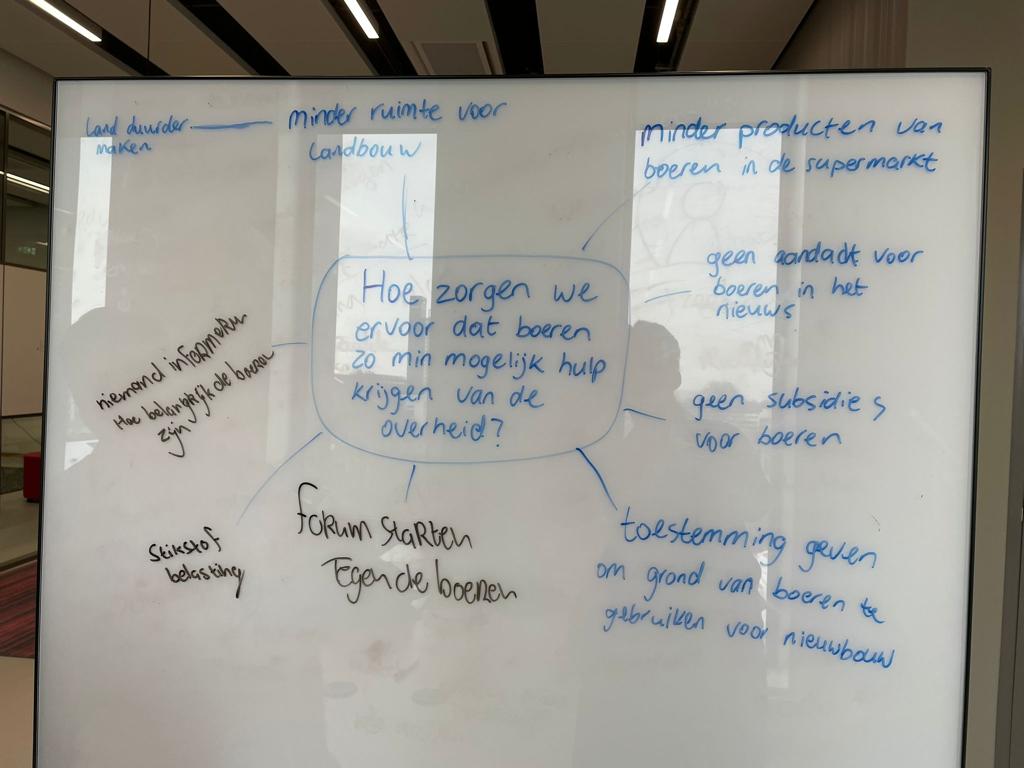 Land duurder
maken
minder ruimte voor
Landbouw
minder producten van
boeren in de supermarkt
geen aandacht voor
boeren in het
nieuws
Hoe zorgen we
ervoor dat boeren
zo min mogelijk hulp
krijgen van de
overheid?
niemand informeren
Hoe belangrijk de boeren
zijn
geen subsidies
voor boeren
Stikstof
belasting
forum starten
Tegen de boeren
toestemming geven
om grond van boeren te
gebruiken voor nieuwbouw